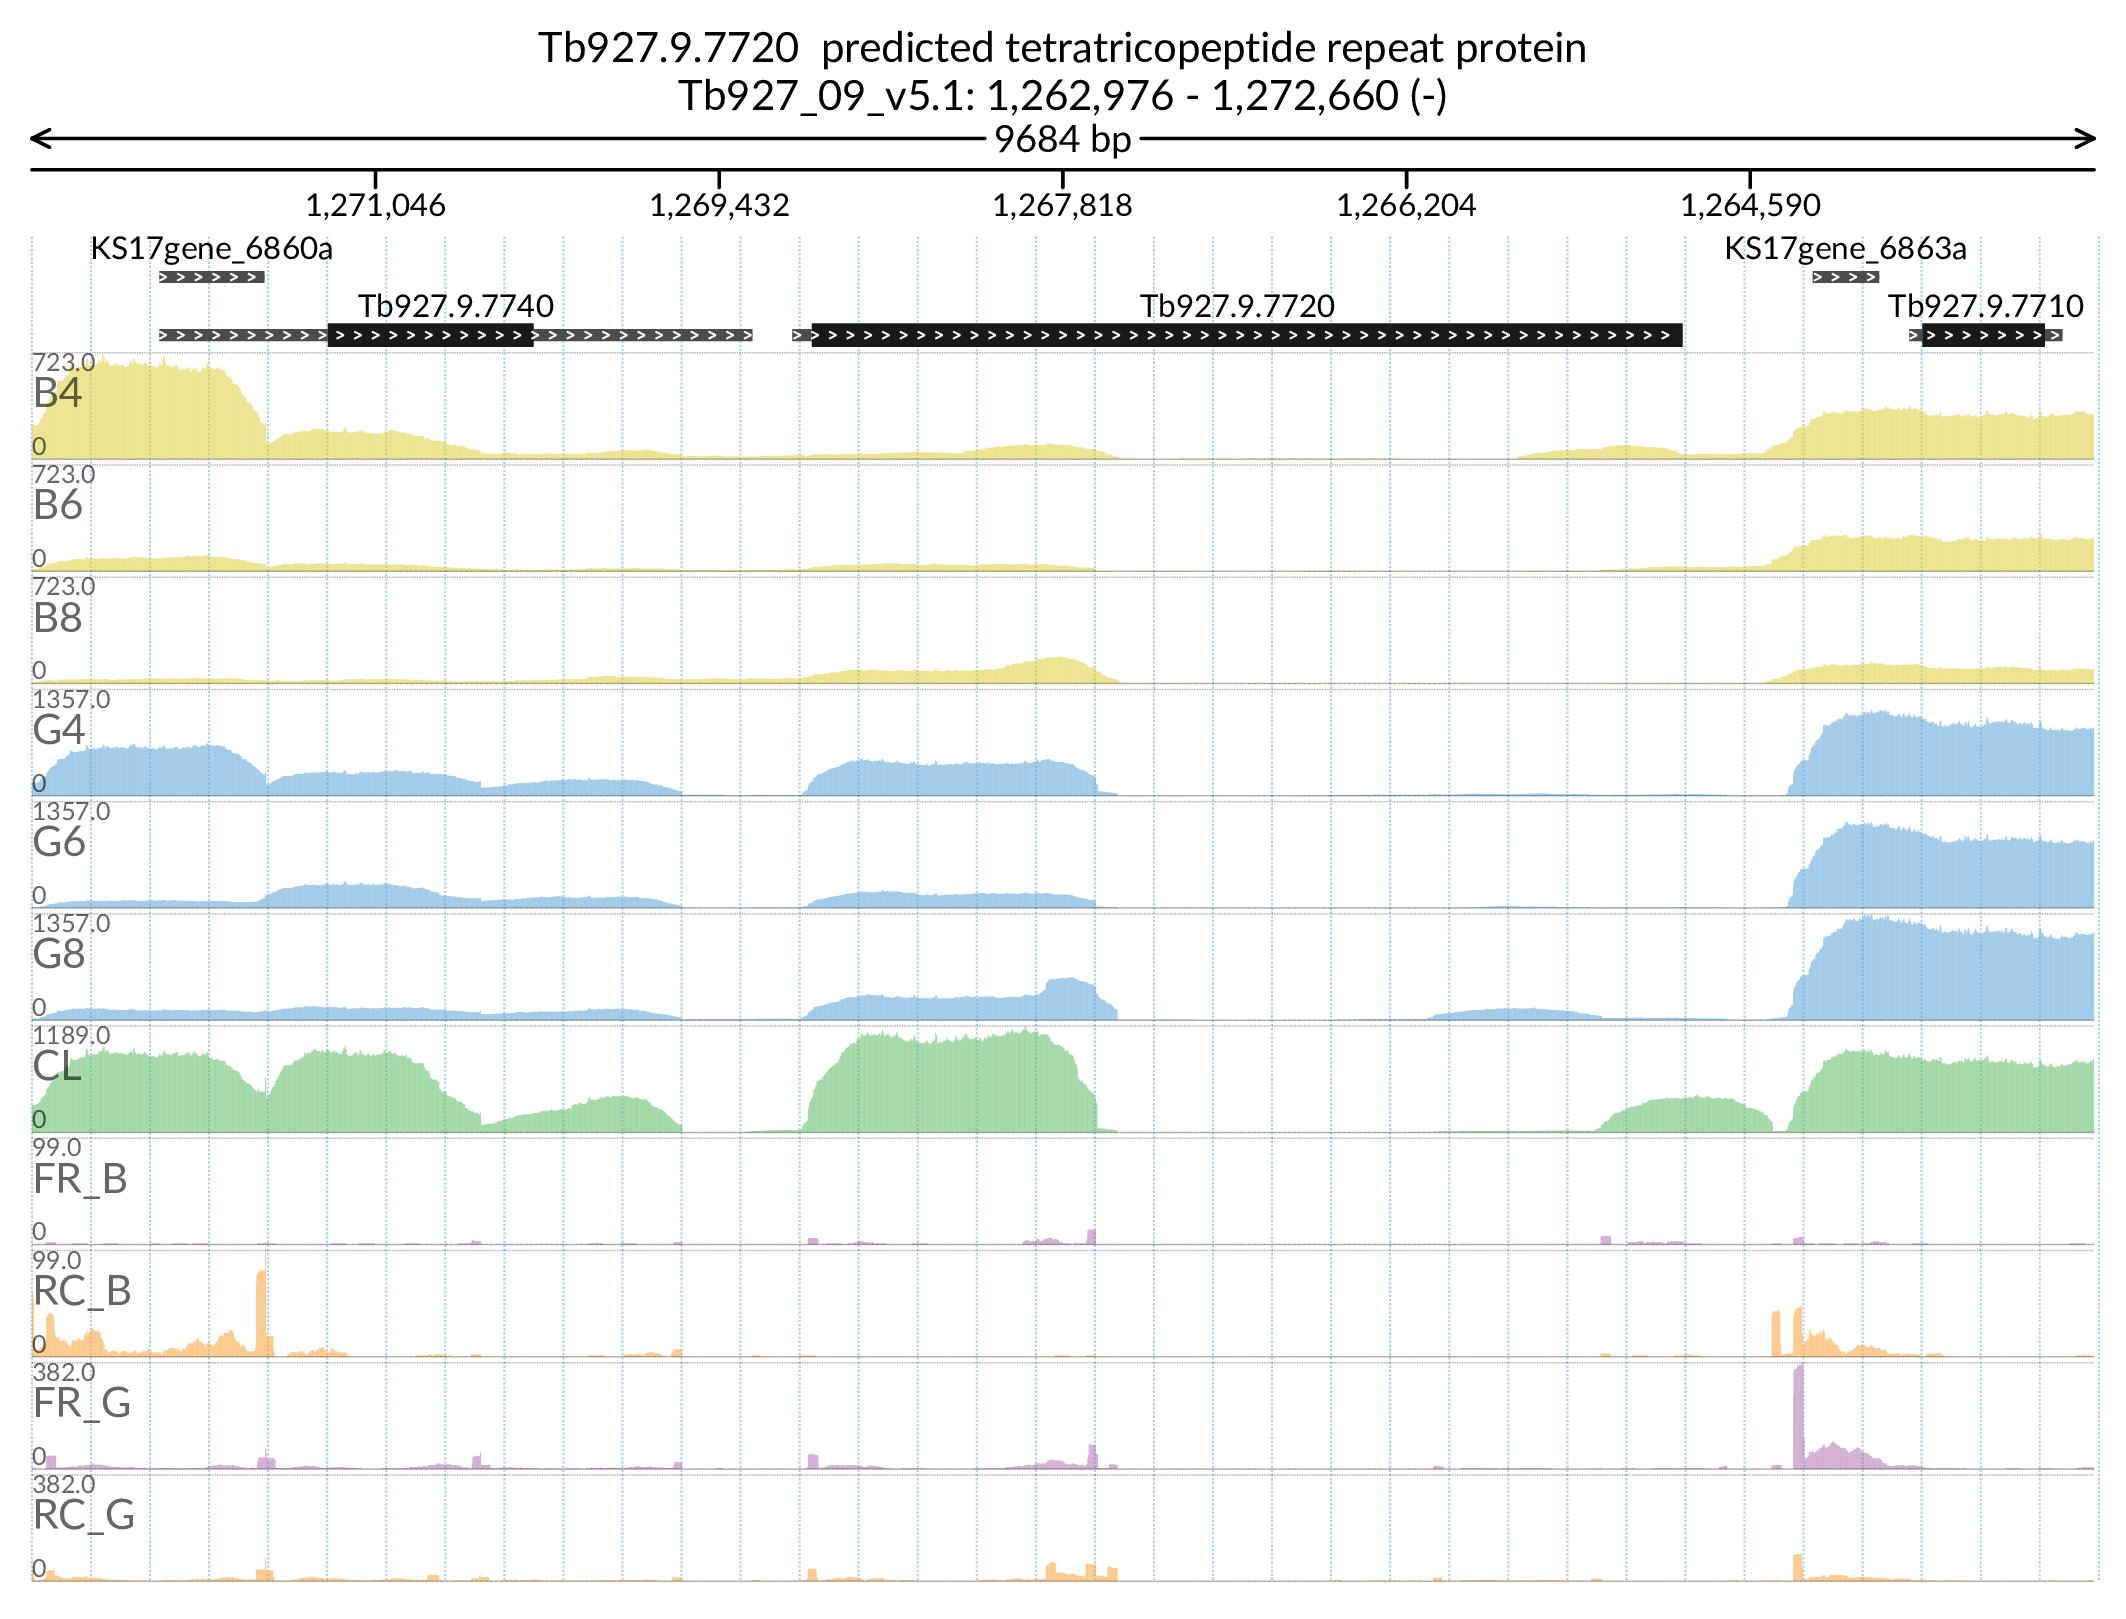 Tb927.9.7720  predicted tetratricopeptide repeat protein
Tb927_09_v5.1: 1,262,976 - 1,272,660 (-)
9684 bp
1,271,046 1,269,432 1,267,818 1,266,204 1,264,590
KS17gene_6860a KS17gene_6863a
Tb927.9.7740 Tb927.9.7720 Tb927.9.7710
723.0
B4
0
723.0
B6
0
723.0
B8
0
1357.0
G4
0
1357.0
G6
0
1357.0
G8
0
1189.0
CL
0
99.0
FR_B
0
99.0
RC_B
0
382.0
FR_G
0
382.0
RC_G
0